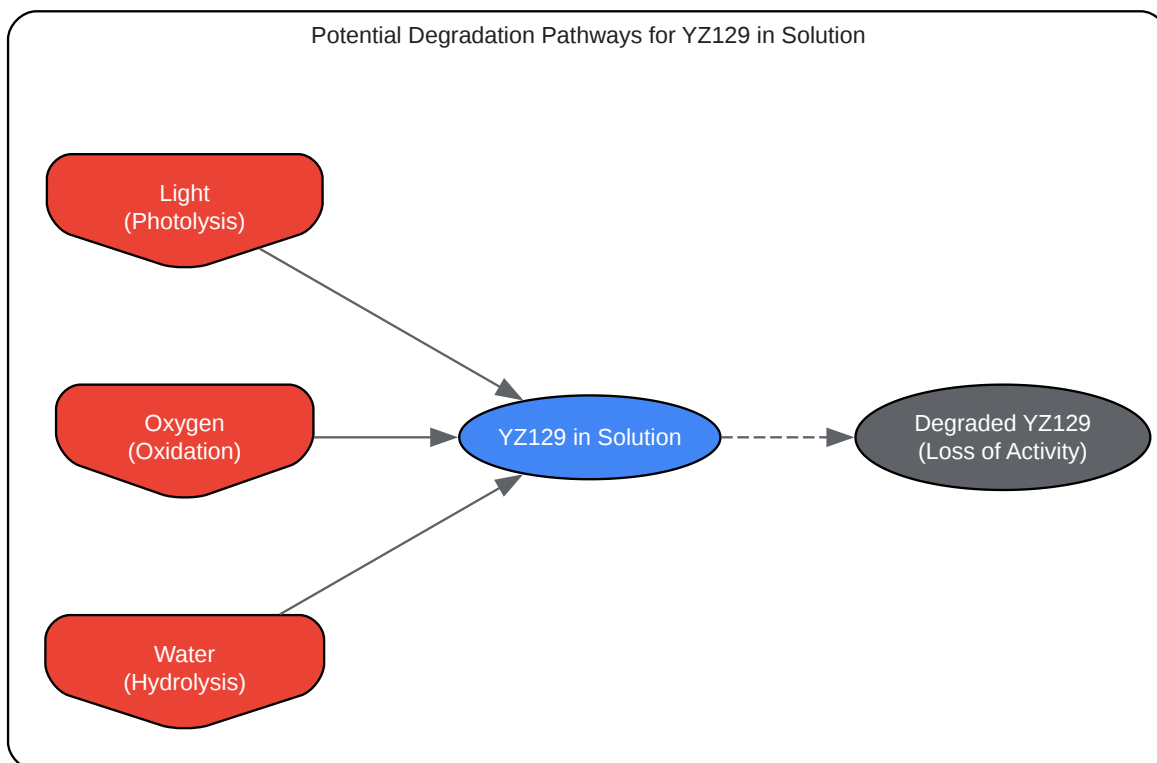 Potential Degradation Pathways for YZ129 in Solution
Light
(Photolysis)
Oxygen
(Oxidation)
YZ129 in Solution
Degraded YZ129
(Loss of Activity)
Water
(Hydrolysis)